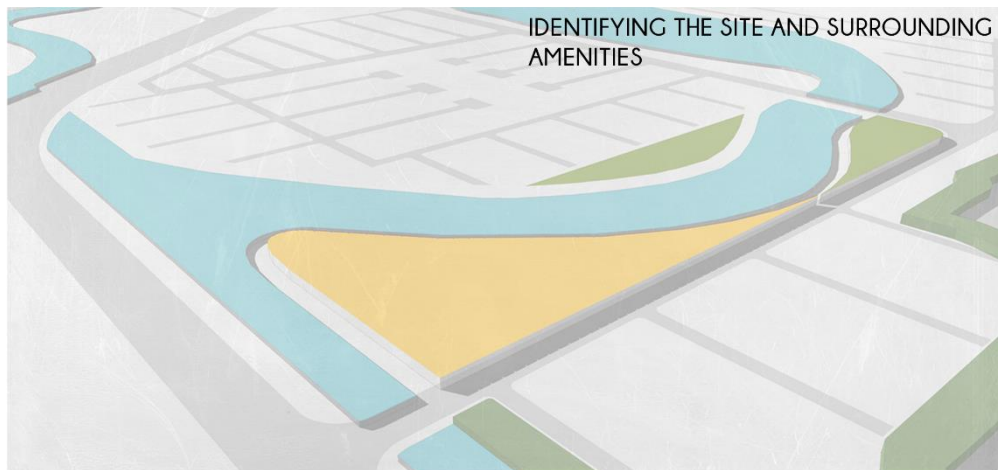 IDENTIFYING THE SITE AND SURROUNDING
AMENITIES